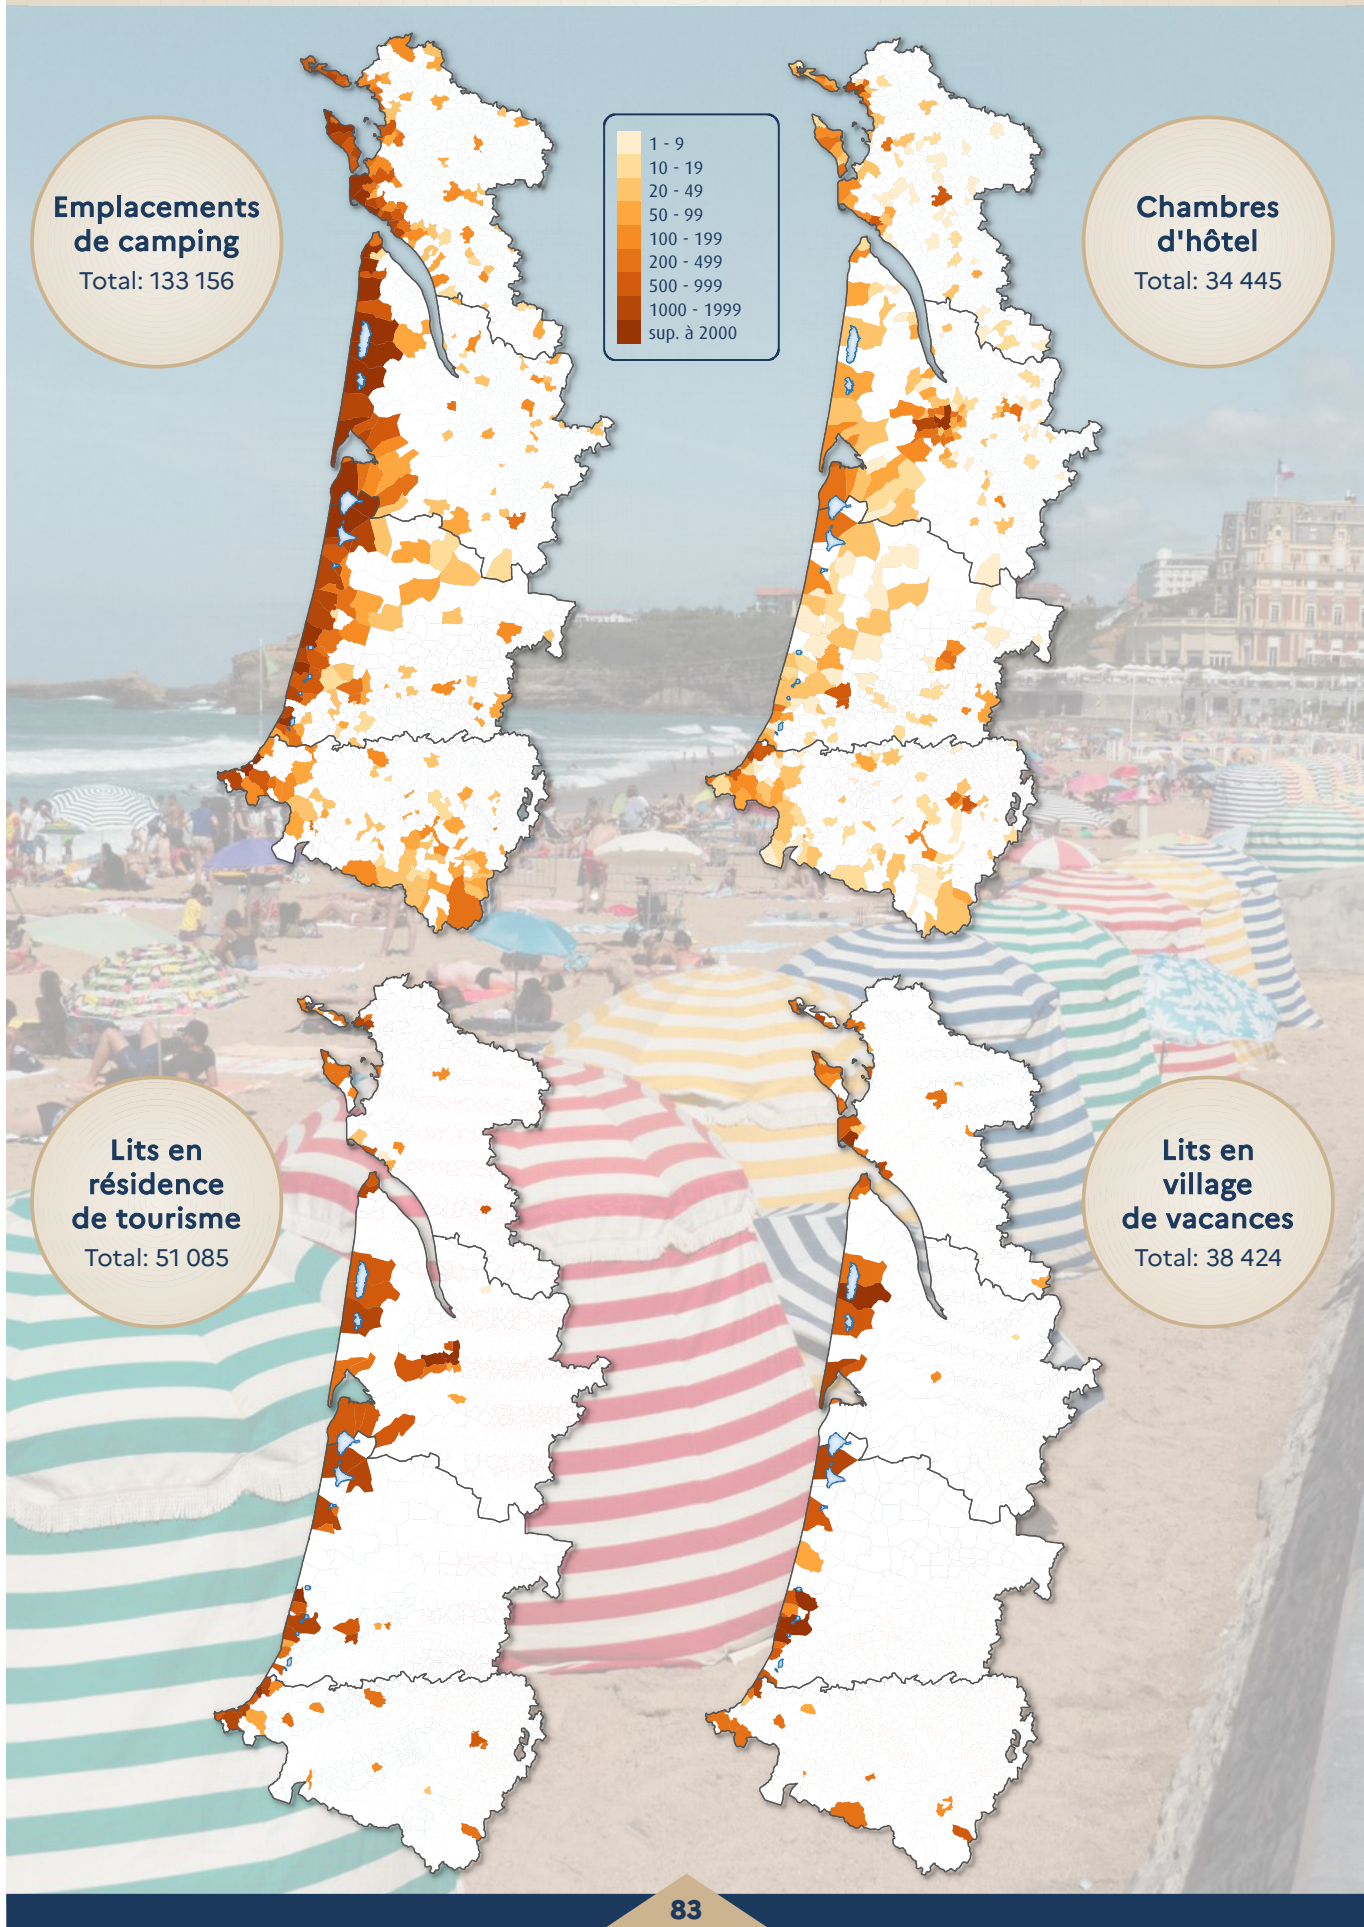 Emplacements
de camping
Total: 133 156
1 - 9
10 - 19
20 - 49
50 - 99
100 - 199
200 - 499
500 - 999
1000 - 1999
sup. à 2000
Chambres
d'hôtel
Total: 34 445
Lits en
résidence
de tourisme
Total: 51 085
Lits en
village
de vacances
Total: 38 424
83